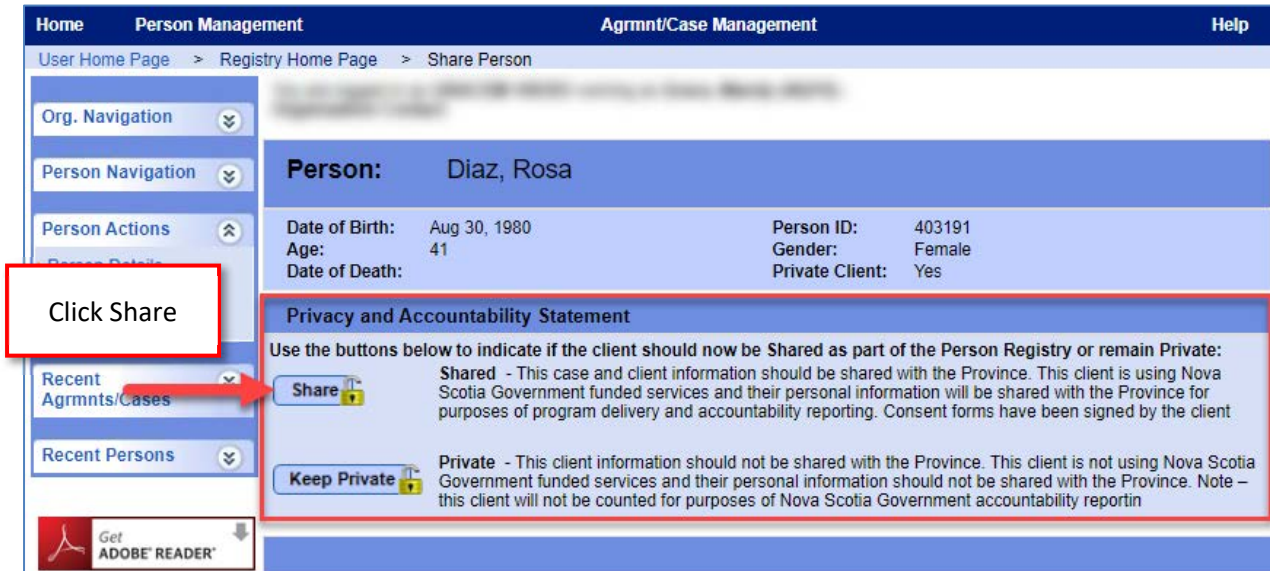 Home Person Management Agrmnt/Case Management Help
User Home Page > Registry Home Page > Share Person
Org. Navigation
Person Navigation
Person Actions
Click Share
Recent
Agrmnts/Cases
Recent Persons
Get
ADOBE® READER®
Person: Diaz, Rosa
Date of Birth: Aug 30, 1980 Person ID: 403191
Age: 41 Gender: Female
Date of Death: Private Client: Yes
Privacy and Accountability Statement
Use the buttons below to indicate if the client should now be Shared as part of the Person Registry or remain Private:
Share
Shared - This case and client information should be shared with the Province. This client is using Nova
Scotia Government funded services and their personal information will be shared with the Province for
purposes of program delivery and accountability reporting. Consent forms have been signed by the client
Keep Private
Private - This client information should not be shared with the Province. This client is not using Nova Scotia
Government funded services and their personal information should not be shared with the Province. Note –
this client will not be counted for purposes of Nova Scotia Government accountability reportin